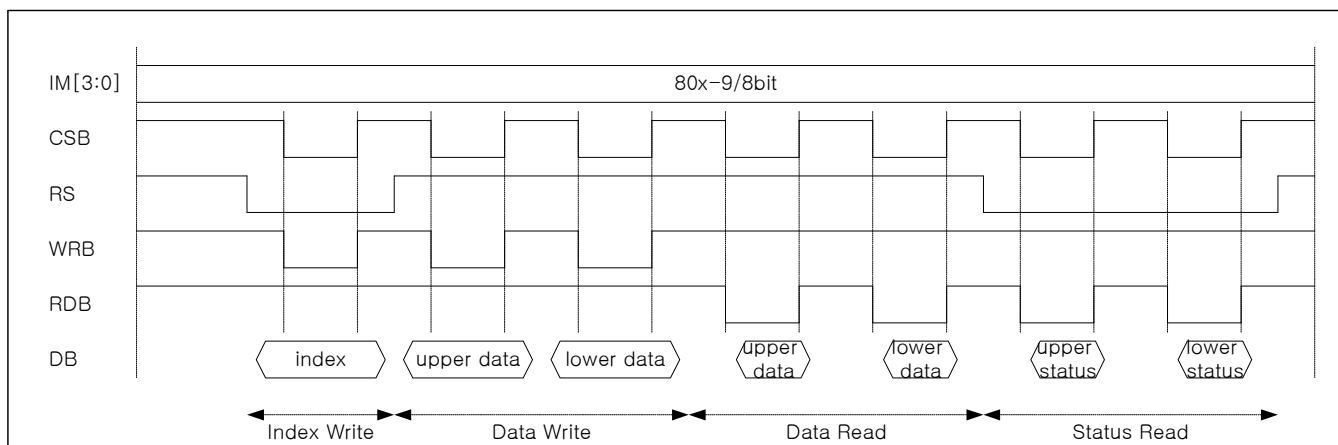 IM[3:0]
80x-9/8bit
CSB
RS
WRB
RDB
DB
index
upper data
lower data
upper
data
lower
data
upper
status
lower
status
Index Write
Data Write
Data Read
Status Read